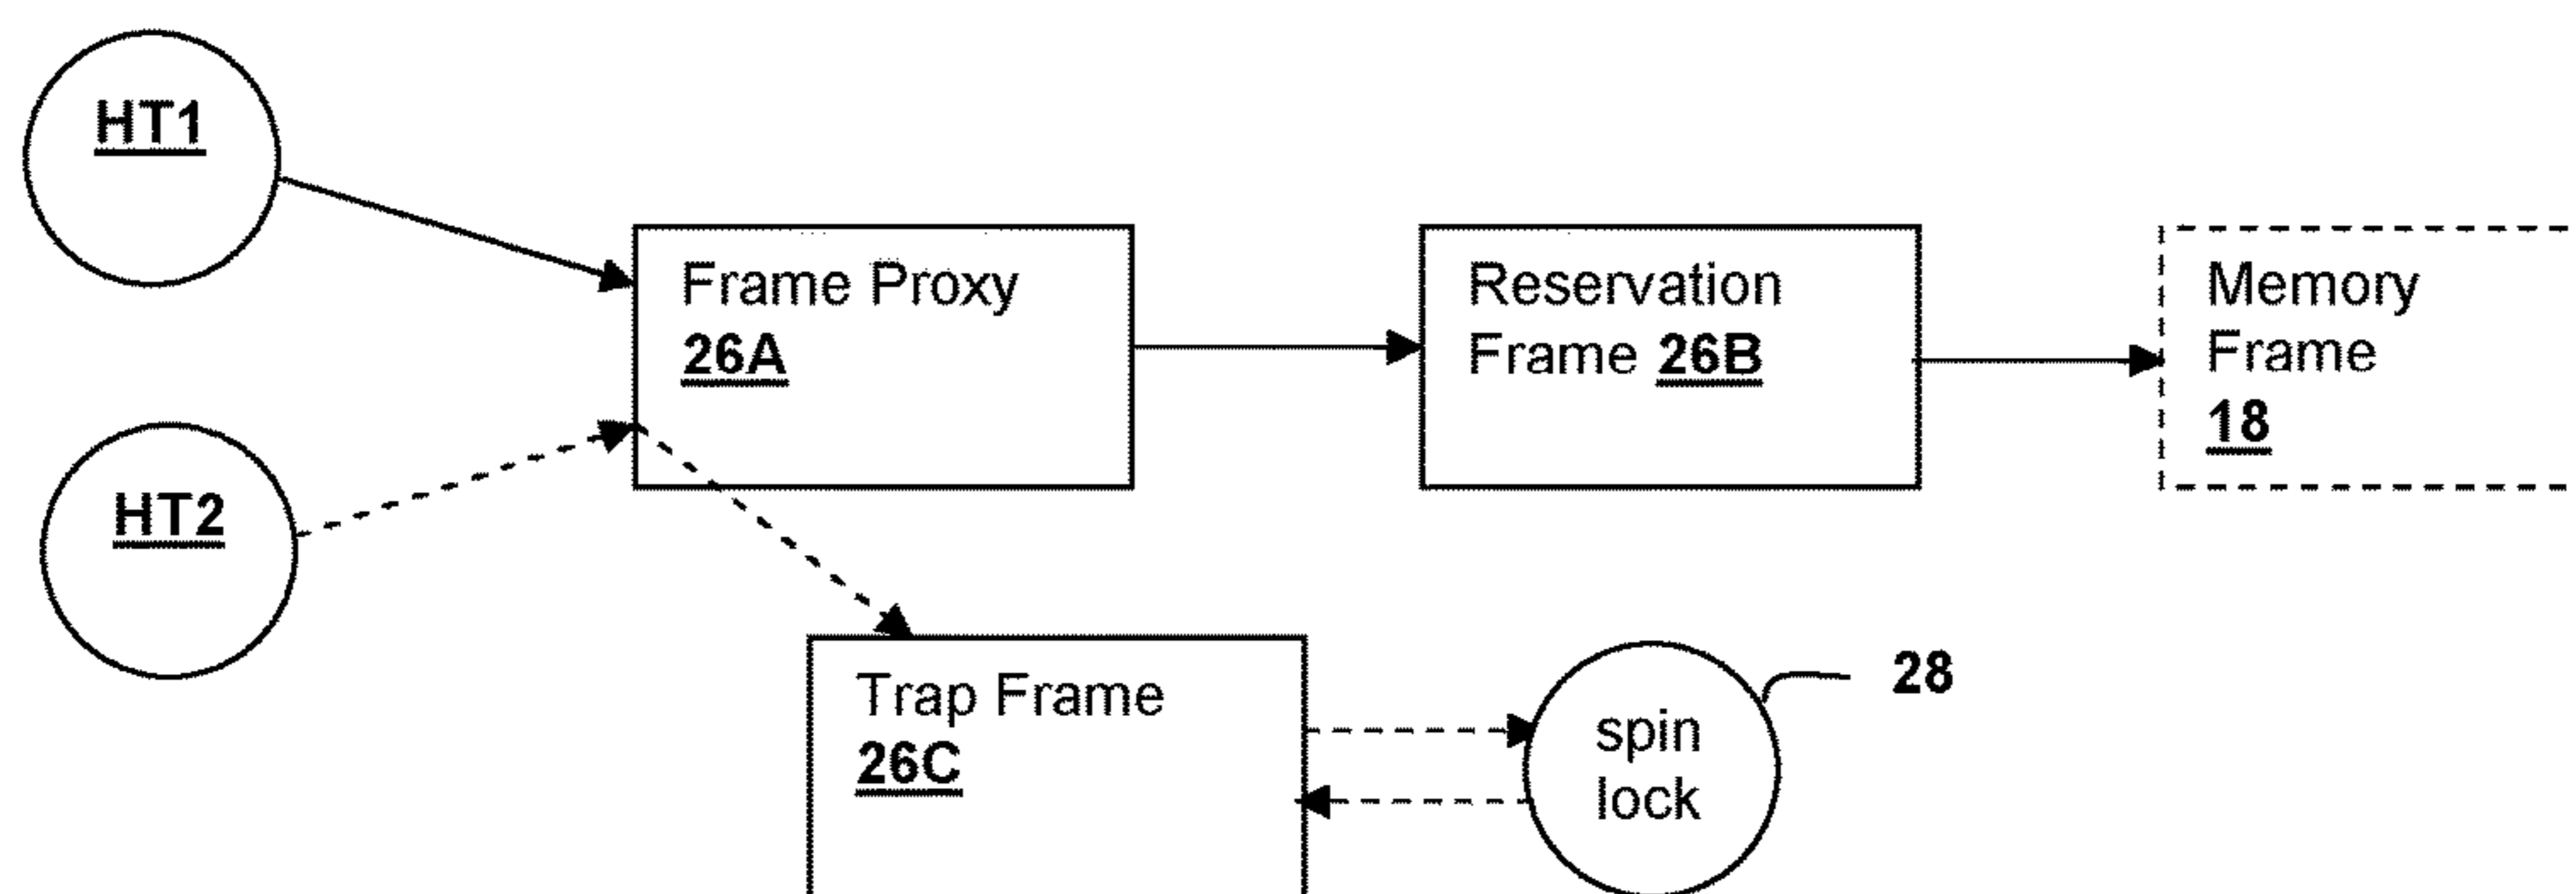 HT1
Frame Proxy
26A
Reservation
Frame 26B
Memory
Frame
18
HT2
Trap Frame
26C
spin
lock
28